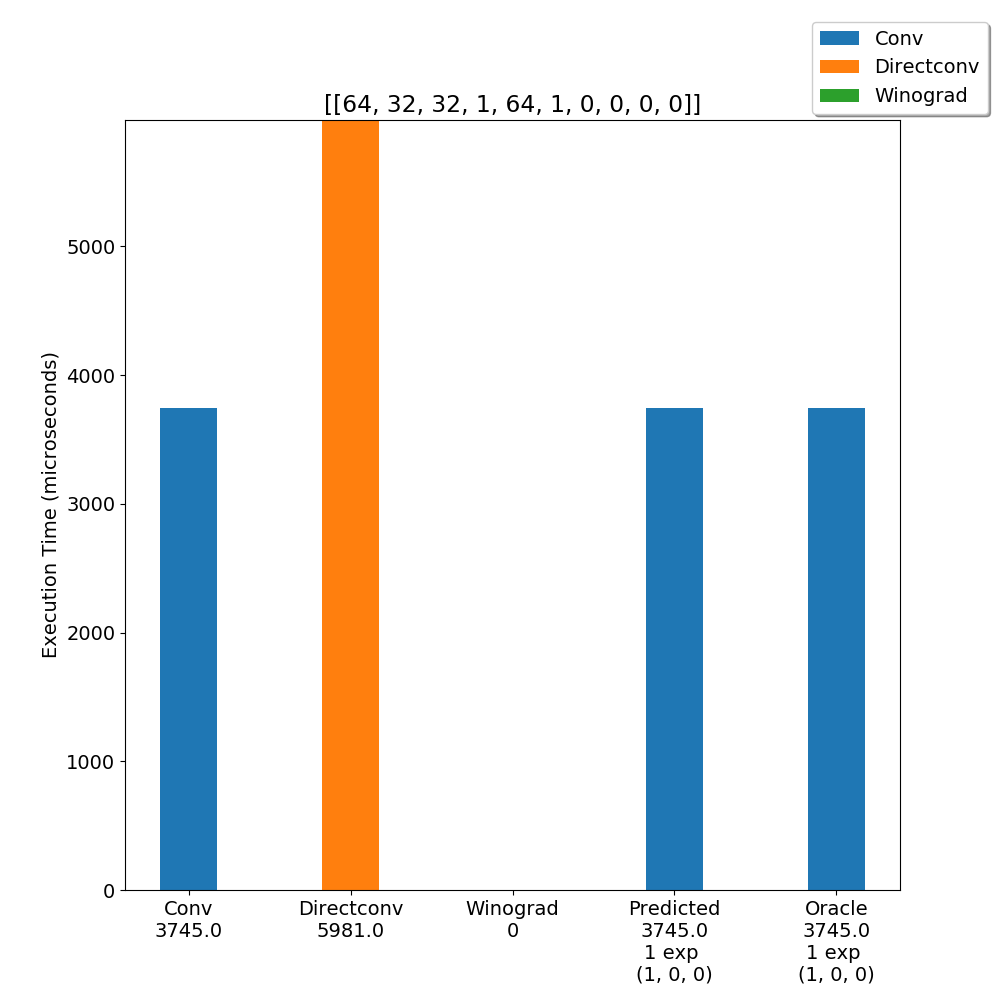 Conv
Directconv
Winograd
[[64, 32, 32, 1, 64, 1, 0, 0, 0, 0]]
Execution Time (microseconds)
5000
4000
3000
2000
1000
0
Conv
3745.0
Directconv
5981.0
Winograd
0
Predicted
3745.0
1 exp
(1, 0, 0)
Oracle
3745.0
1 exp
(1, 0, 0)